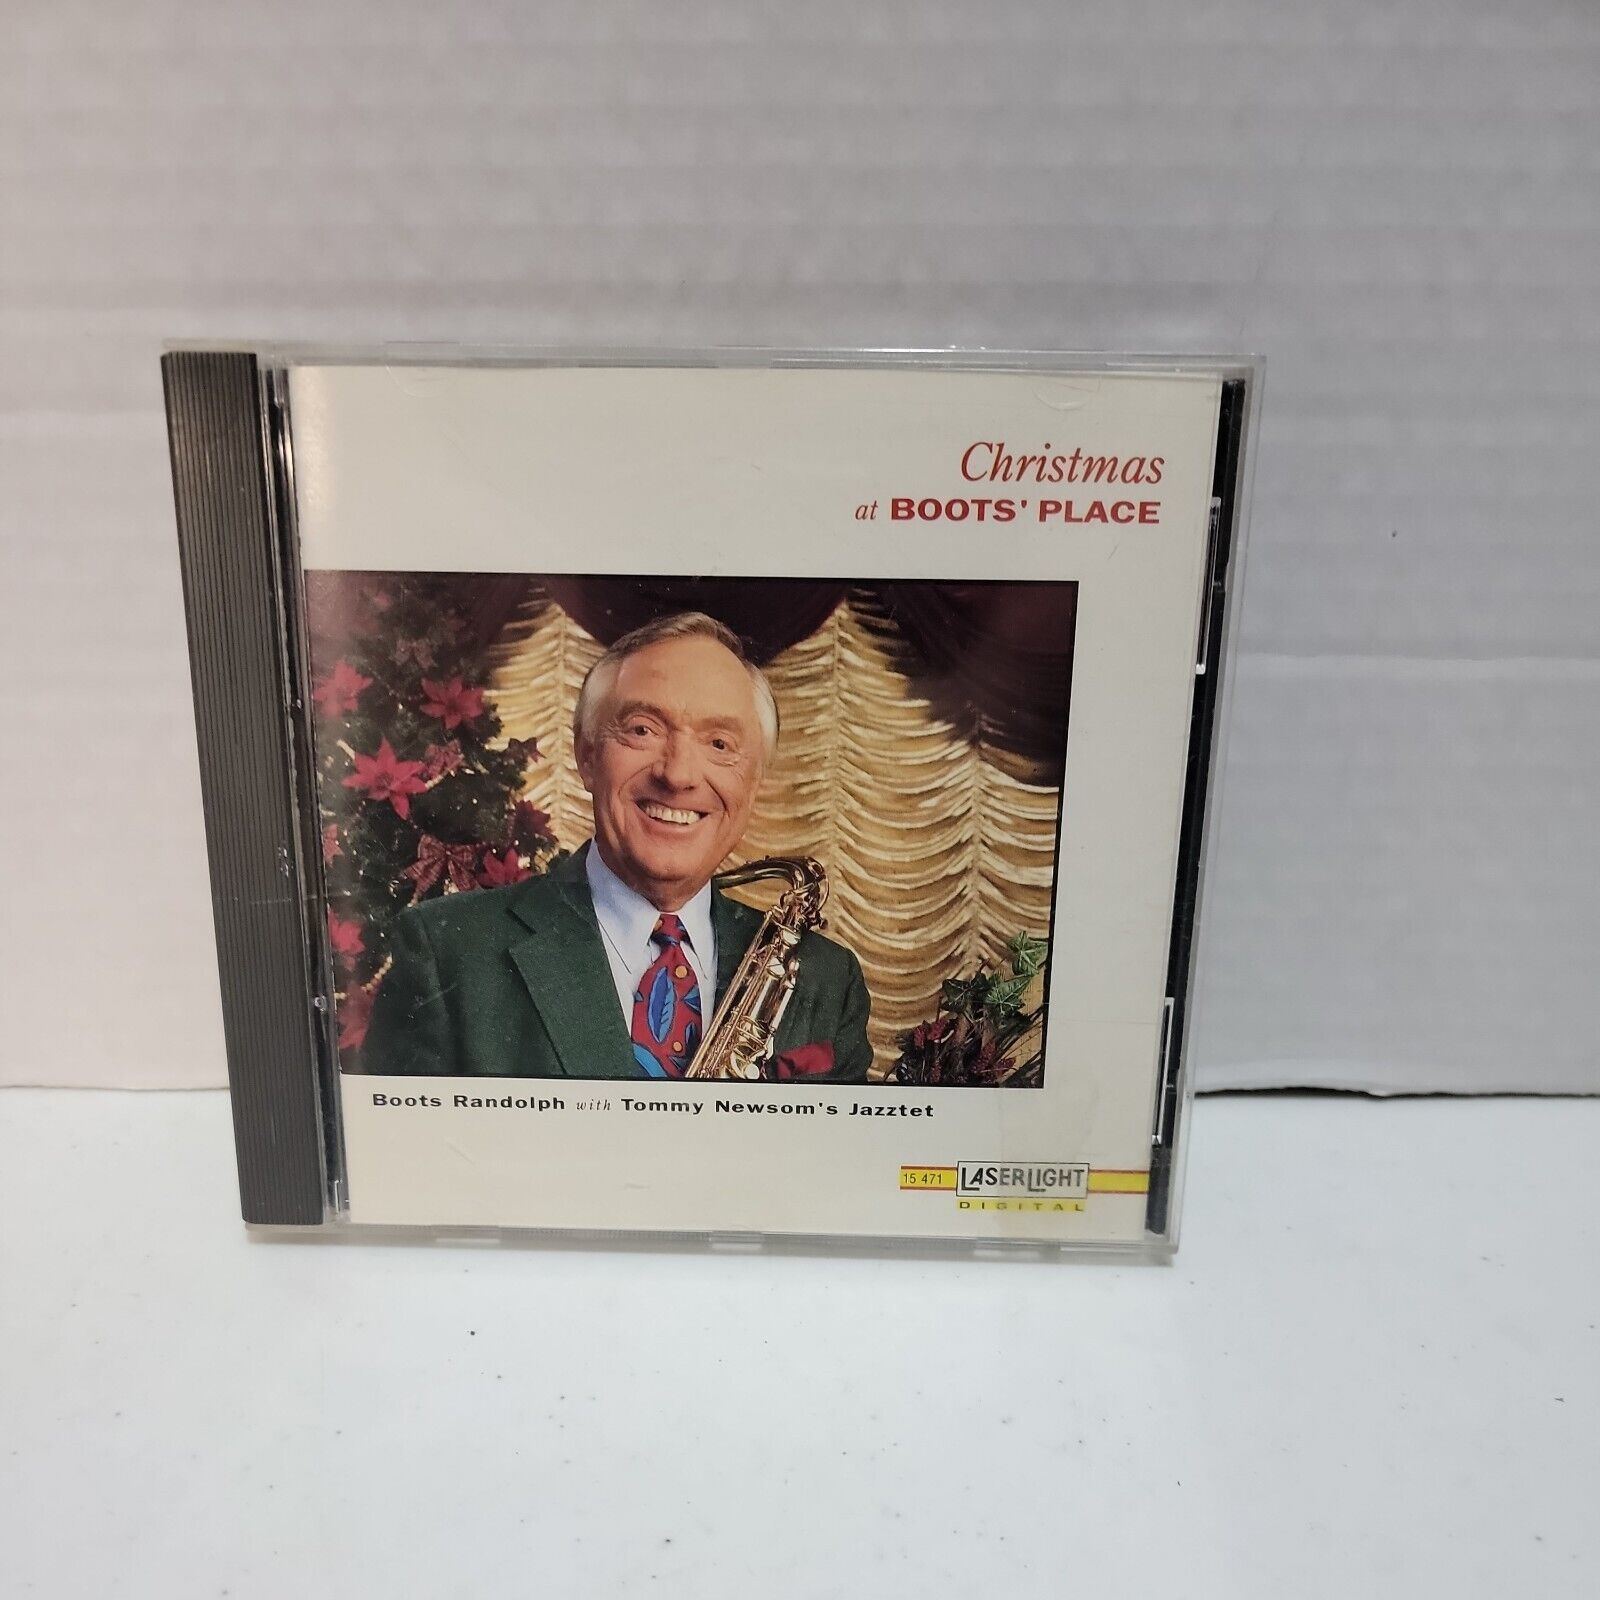 Christmas
at BOOTS' PLACE
Boots Randolph with Tommy Newsom's Jazztet
15 471 LASERLIGHT
DIGITAL